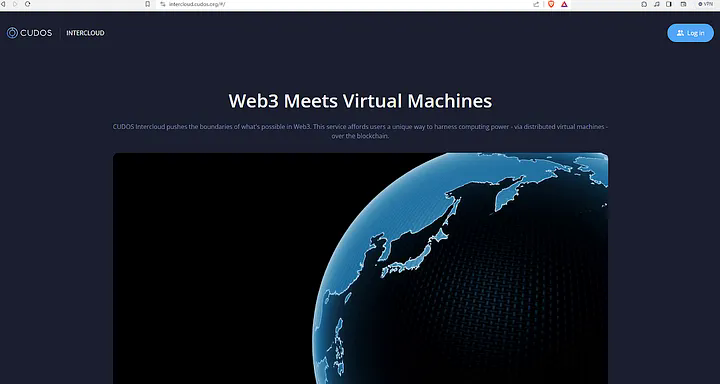 intercloud.cudos.org/#/
VPN
CUDOS INTERCLOUD
Log in
Web3 Meets Virtual Machines
CUDOS Intercloud pushes the boundaries of what's possible in Web3. This service affords users a unique way to harness computing power - via distributed virtual machines -
over the blockchain.